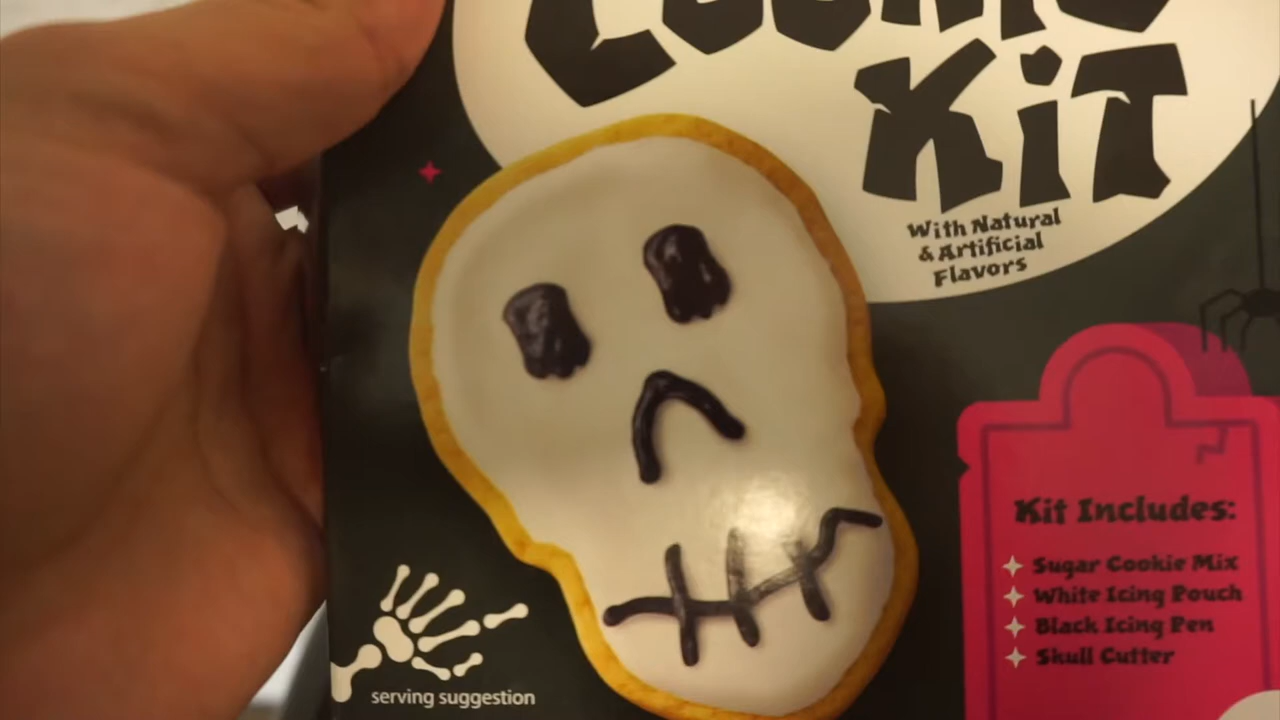 COOKIE
KiT
With Natural
& Artificial
Flavors
Kit Includes:
Sugar Cookie Mix
White Icing Pouch
Black Icing Pen
Skull Cutter
serving suggestion